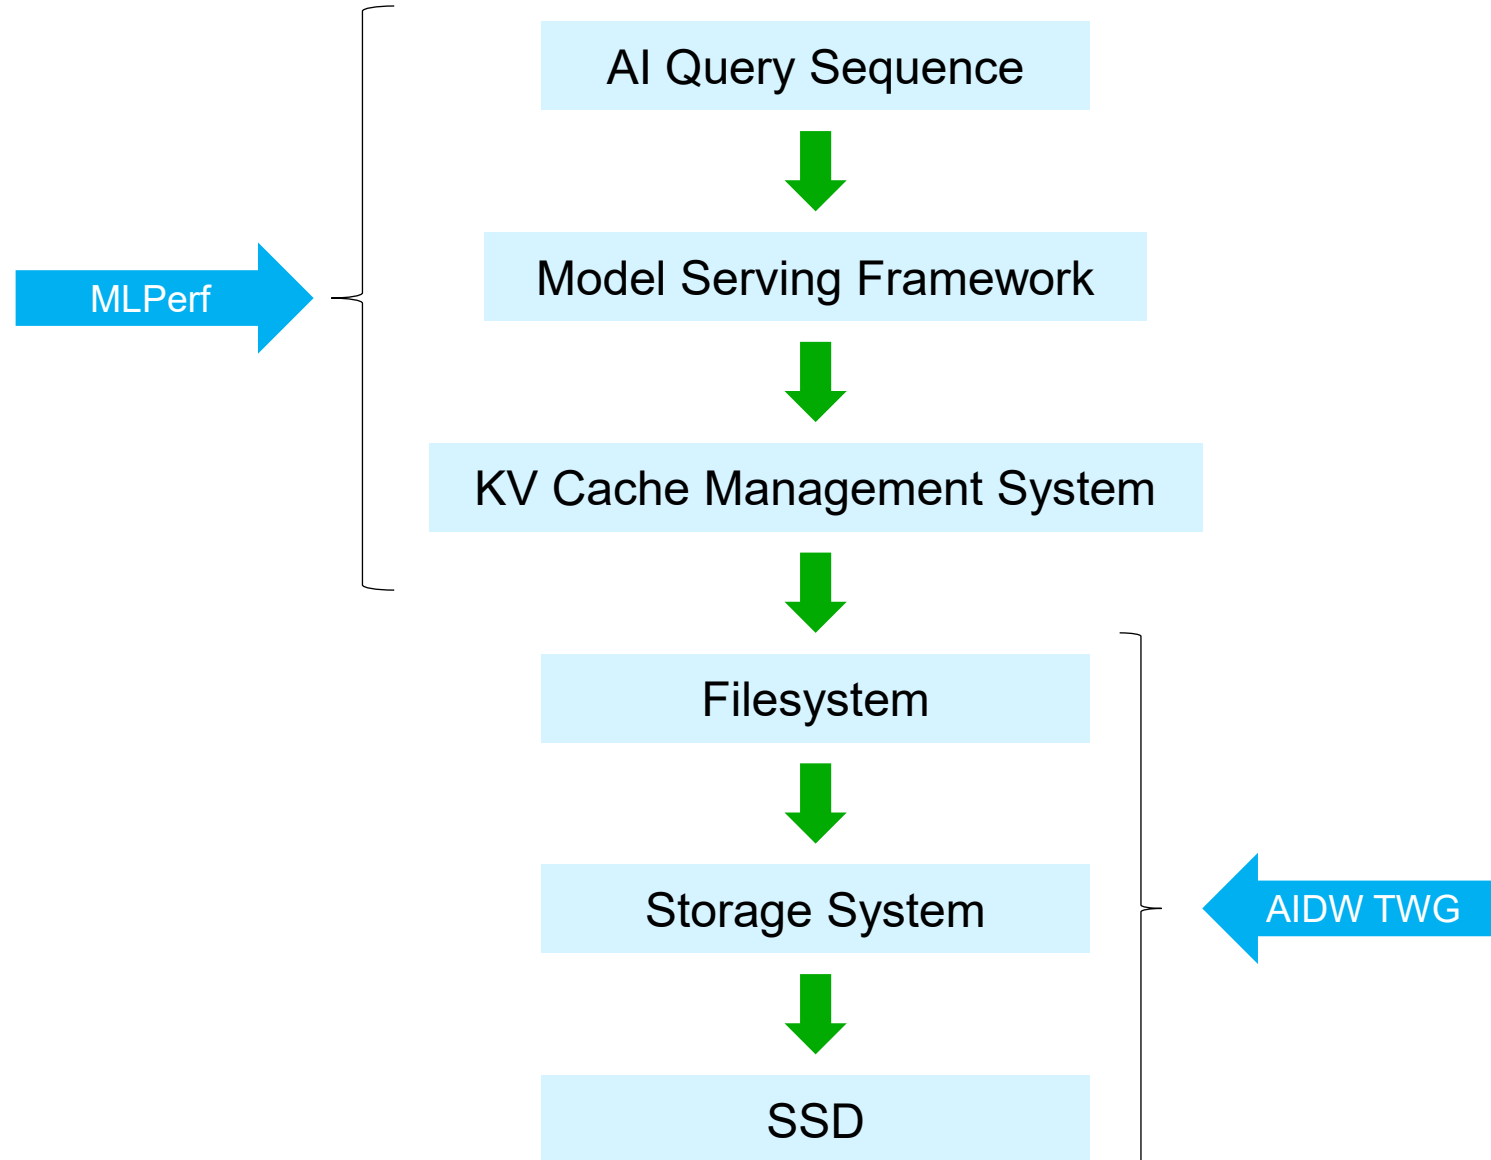 AI Query Sequence
Model Serving Framework
MLPerf
KV Cache Management System
Filesystem
Storage System
AIDW TWG
SSD